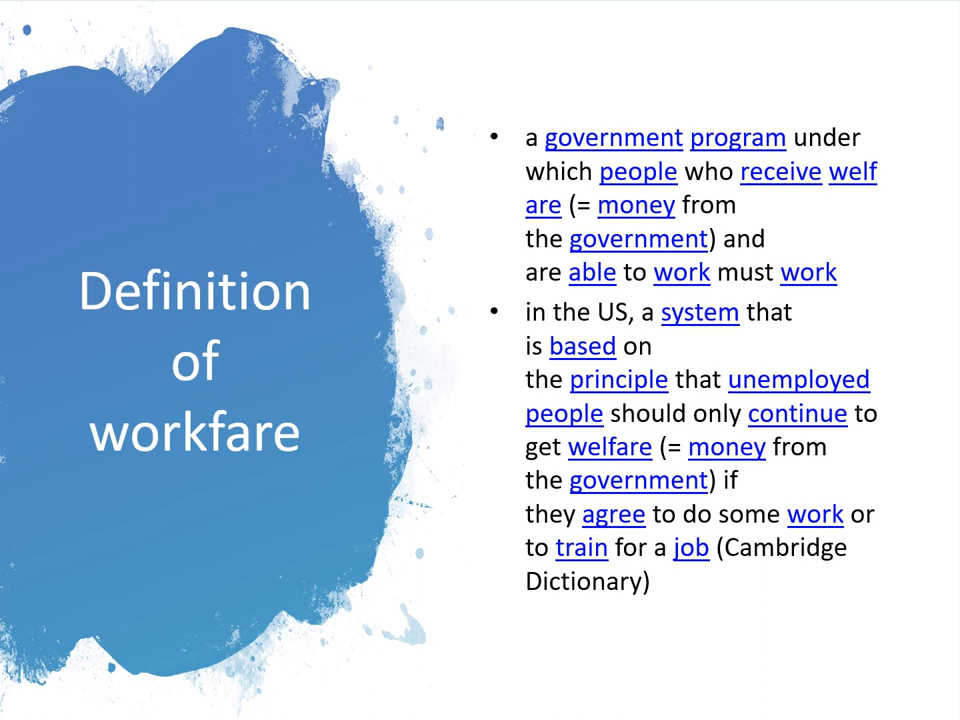 Definition
of
workfare
• a government program under
which people who receive welf
are (= money from
the government) and
are able to work must work
• in the US, a system that
is based on
the principle that unemployed
people should only continue to
get welfare (= money from
the government) if
they agree to do some work or
to train for a job (Cambridge
Dictionary)